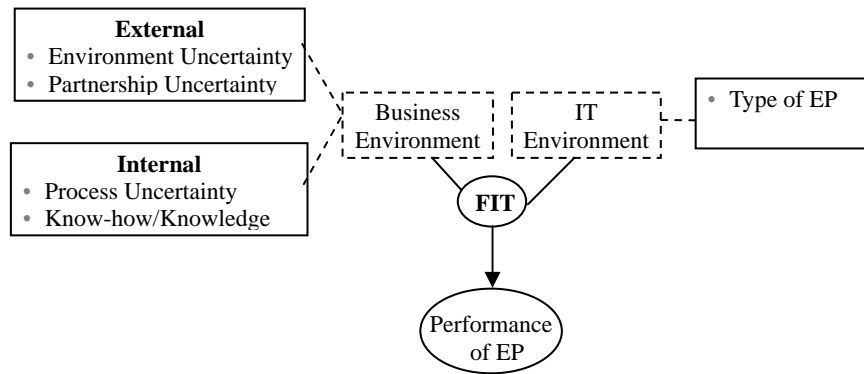 External
• Environment Uncertainty
• Partnership Uncertainty
Internal
• Process Uncertainty
• Know-how/Knowledge
Business
Environment
IT
Environment
• Type of EP
FIT
Performance
of EP